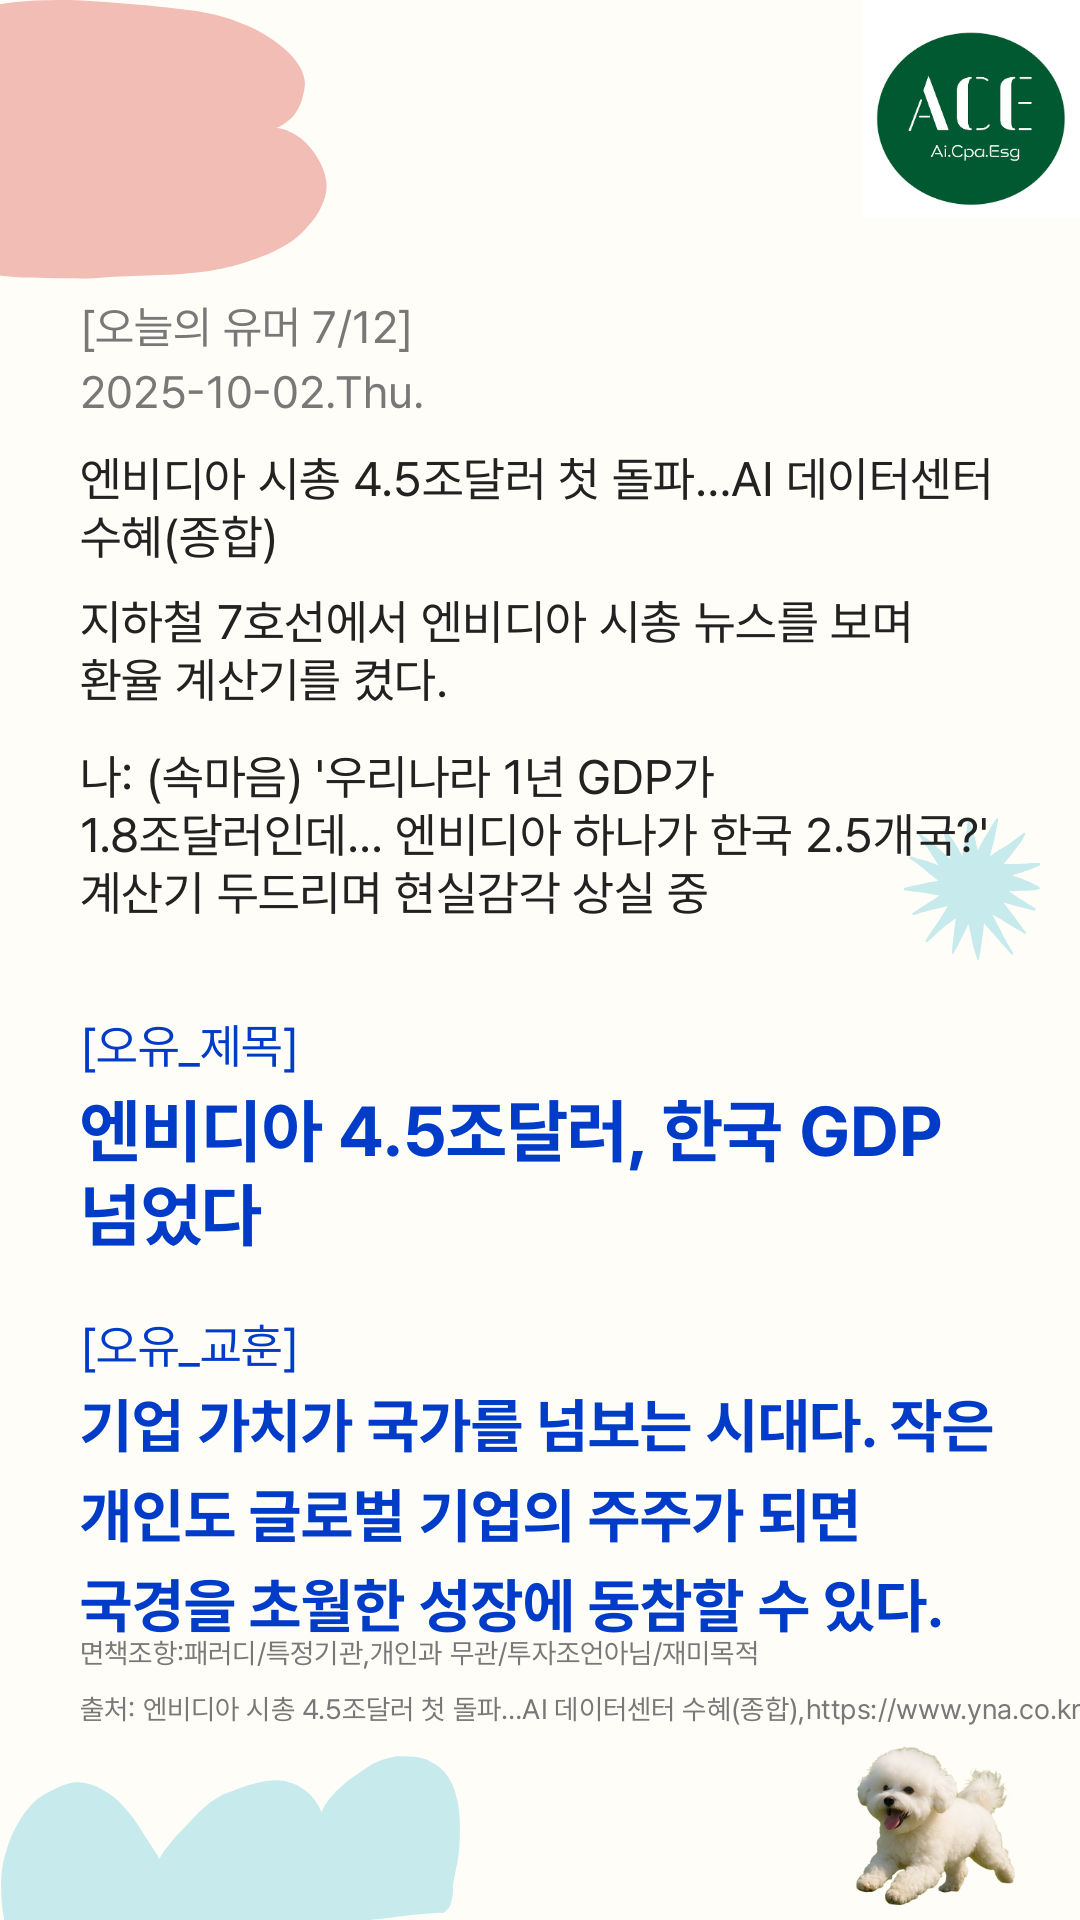 ACE
Ai.Cpa.Esg
[오늘의 유머 7/12]
2025-10-02.Thu.
엔비디아 시총 4.5조달러 첫 돌파...AI 데이터센터
수혜(종합)
지하철 7호선에서 엔비디아 시총 뉴스를 보며
환율 계산기를 켰다.
나: (속마음) '우리나라 1년 GDP가
1.8조달러인데... 엔비디아 하나가 한국 2.5개국?'
계산기 두드리며 현실감각 상실 중
[오유_제목]
엔비디아 4.5조달러, 한국 GDP
넘었다
[오유_교훈]
기업 가치가 국가를 넘보는 시대다. 작은
개인도 글로벌 기업의 주주가 되면
국경을 초월한 성장에 동참할 수 있다.
면책조항:패러디/특정기관,개인과 무관/투자조언아님/재미목적
출처: 엔비디아 시총 4.5조달러 첫 돌파...AI 데이터센터 수혜(종합),https://www.yna.co.kr